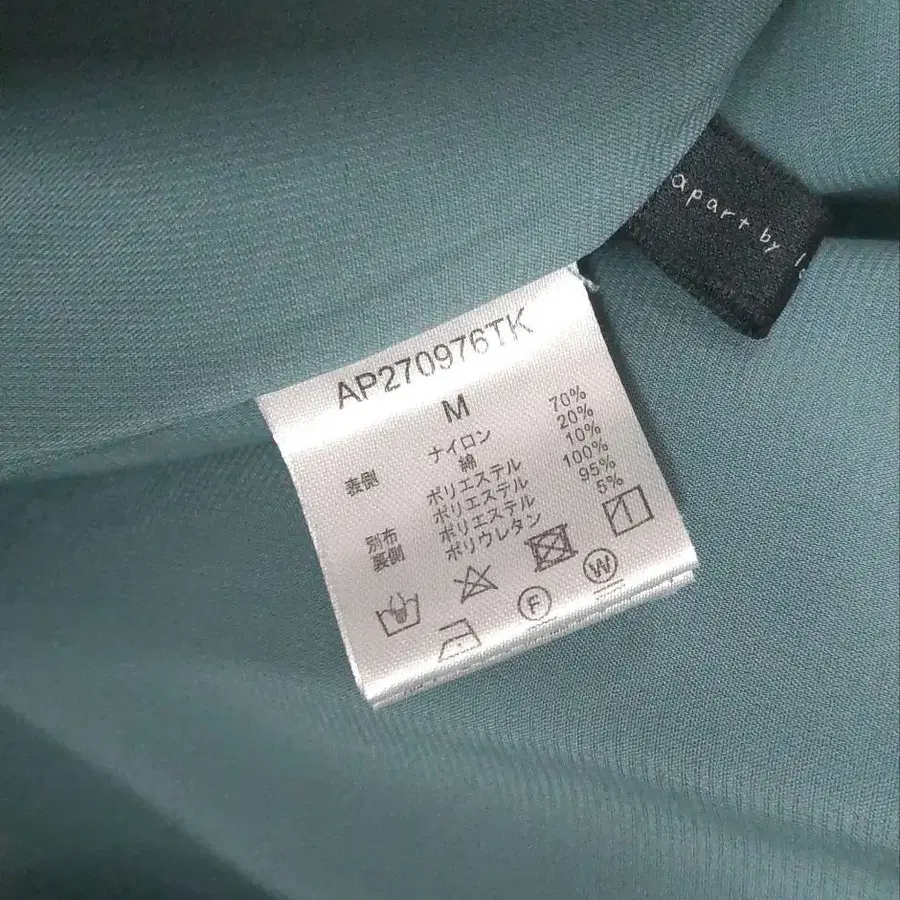 apart by
AP270976TK
M
表側 ナイロン 70%
綿 20%
ポリエステル 10%
別布 ポリエステル 100%
裏側 ポリエステル 95%
ポリウレタン 5%
F
W